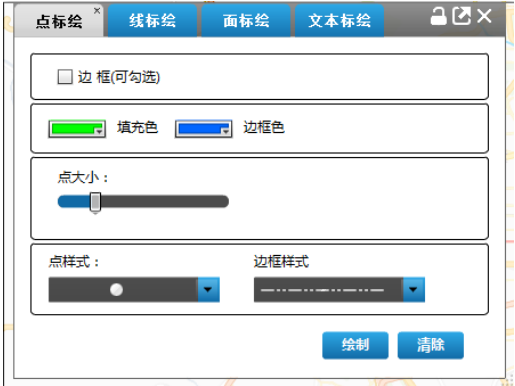 点标绘 线标绘 面标绘 文本标绘
边 框(可勾选)
填充色 边框色
点大小：
点样式： 边框样式
绘制 清除